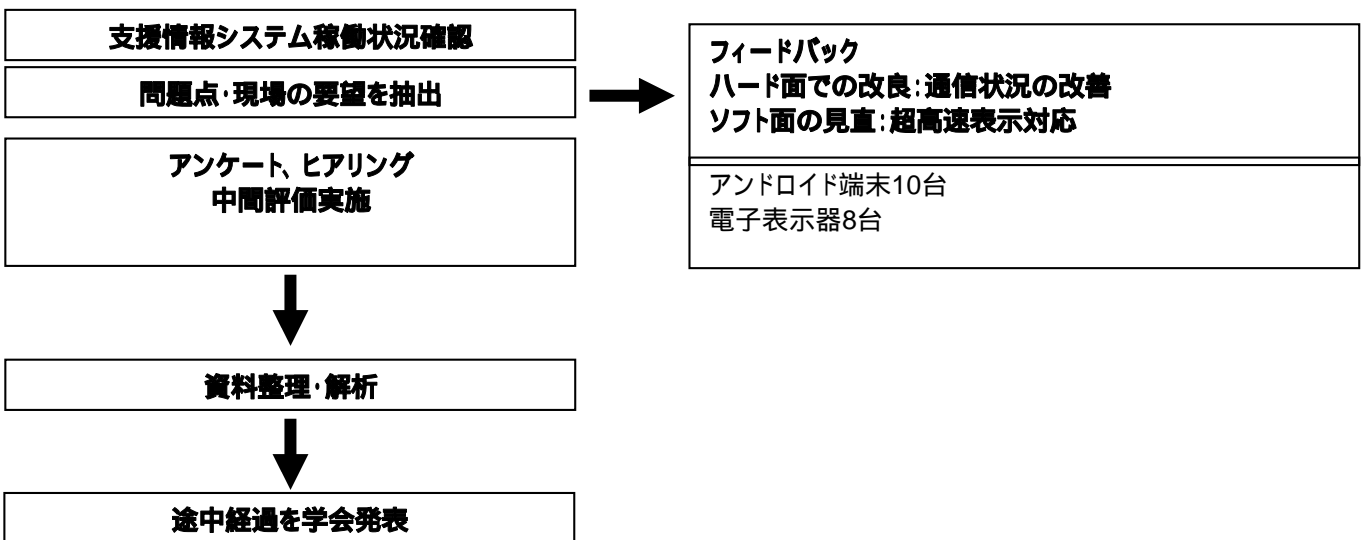 支援情報システム稼働状況確認
問題点・現場の要望を抽出
アンケート、ヒアリング
中間評価実施
資料整理・解析
途中経過を学会発表
フィードバック
ハード面での改良：通信状況の改善
ソフト面の見直：超高速表示対応
アンドロイド端末10台
電子表示器8台